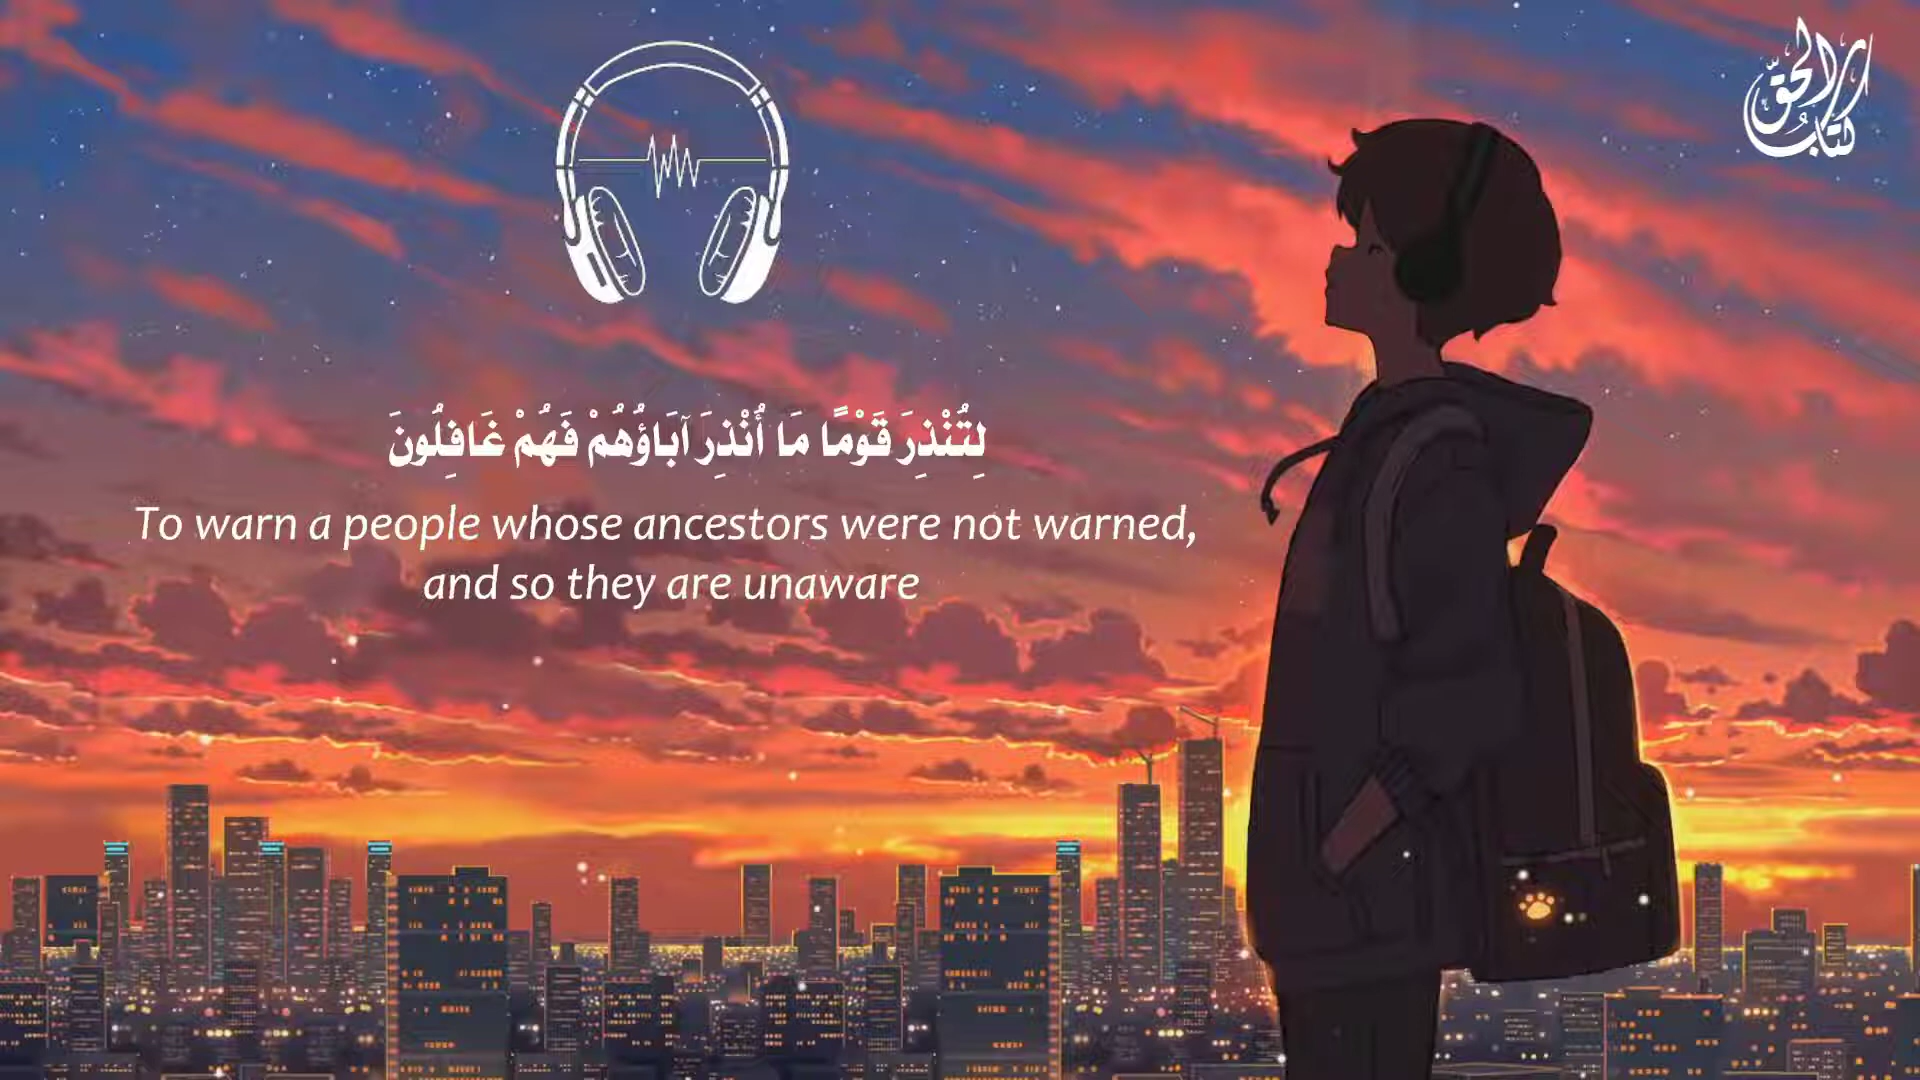 كتاب الحق
لِتُنْذِرَ قَوْمًا مَا أُنْذِرَ آبَاؤُهُمْ فَهُمْ غَافِلُونَ
To warn a people whose ancestors were not warned,
and so they are unaware